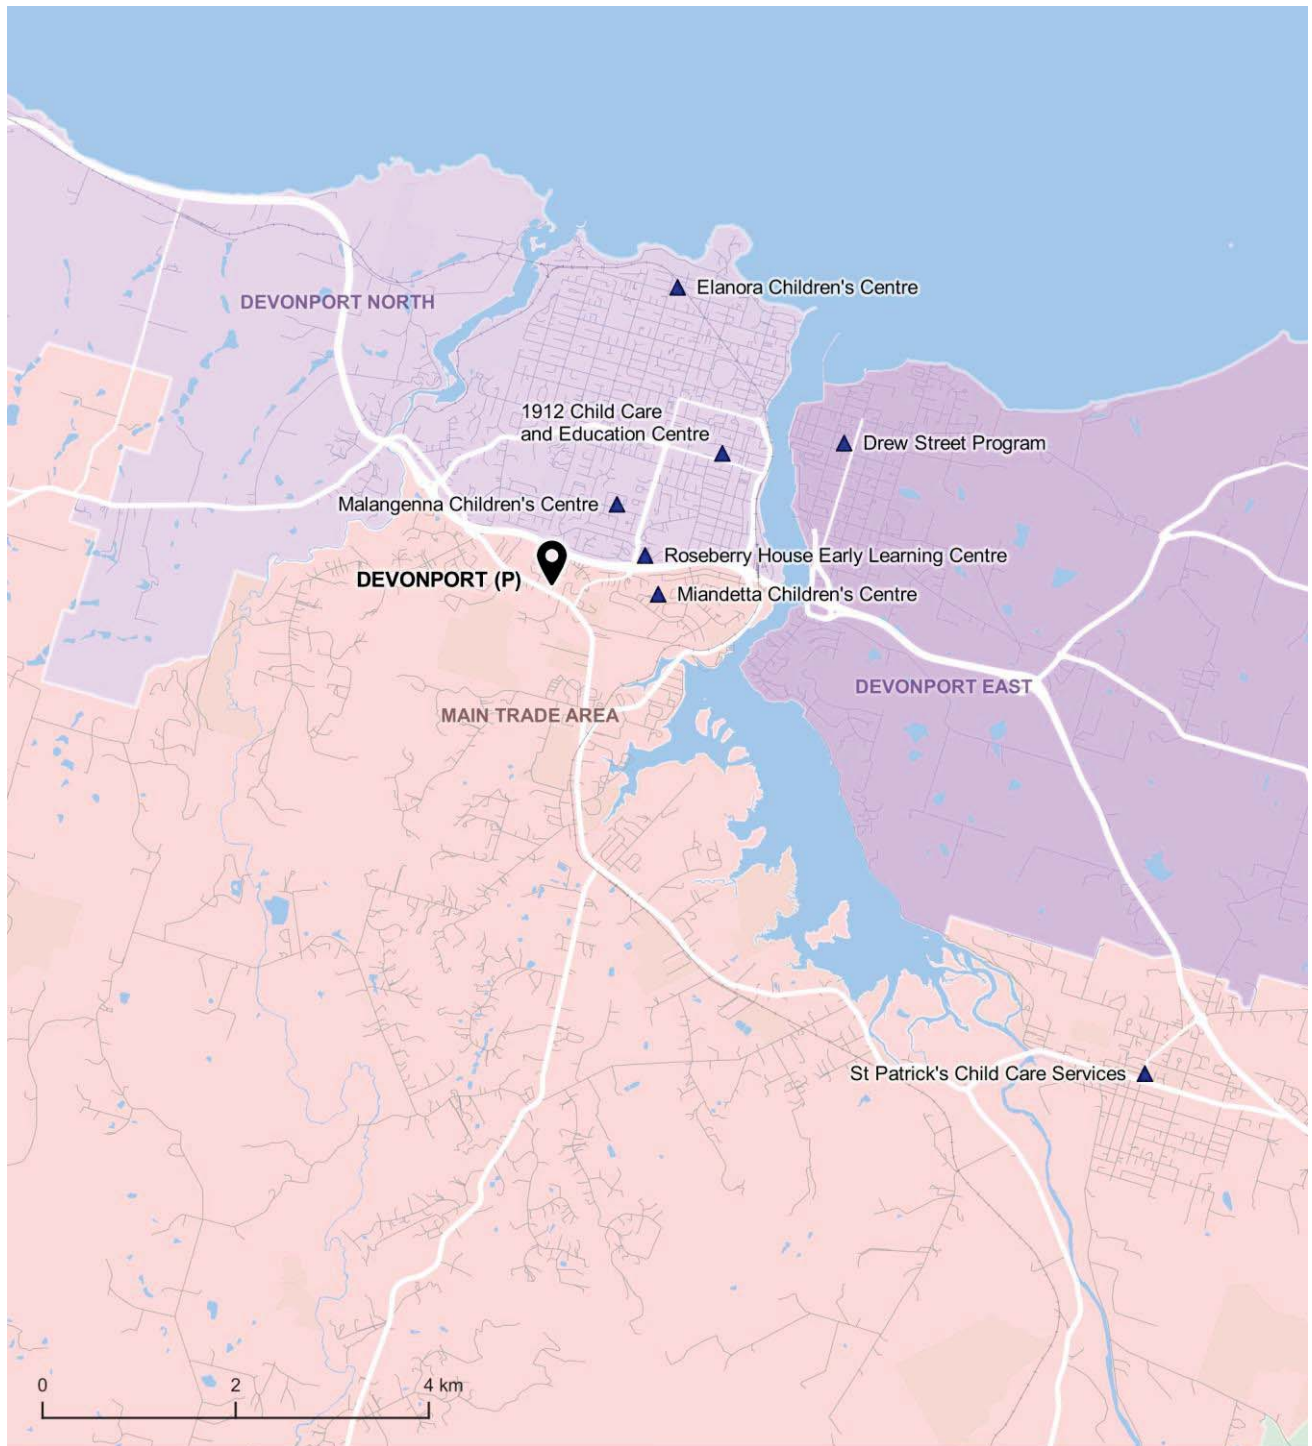 Elanora Children's Centre
DEVONPORT NORTH
1912 Child Care
and Education Centre
Drew Street Program
Malangenna Children's Centre
Roseberry House Early Learning Centre
DEVONPORT (P)
Miandetta Children's Centre
DEVONPORT EAST
MAIN TRADE AREA
St Patrick's Child Care Services
0 2 4 km